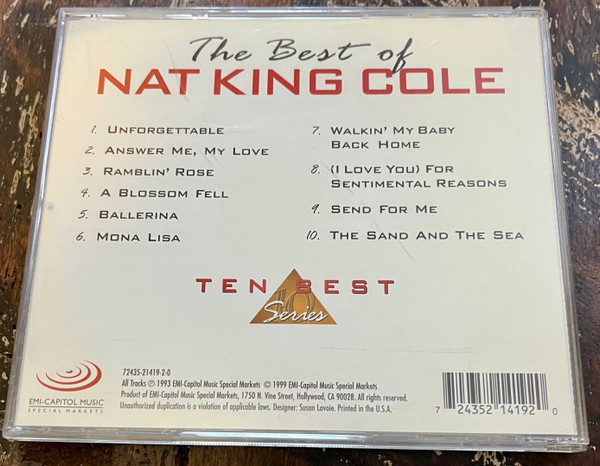 The Best of
NAT KING COLE
1. UNFORGETTABLE
2. ANSWER ME, MY LOVE
3. RAMBLIN' ROSE
4. A BLOSSOM FELL
5. BALLERINA
6. MONA LISA
7. WALKIN' MY BABY
BACK HOME
8. (I LOVE YOU) FOR
SENTIMENTAL REASONS
9. SEND FOR ME
10. THE SAND AND THE SEA
TEN BEST
10
Series
EMI-CAPITOL MUSIC
SPECIAL MARKETS
72435-21419-2-0
All Tracks ℗ 1993 EMI-Capitol Music Special Markets © 1999 EMI-Capitol Music Special Markets
Product of EMI-Capitol Music Special Markets, 1750 N. Vine Street, Hollywood, CA 90028. All rights reserved.
Unauthorized duplication is a violation of applicable laws. Designer: Susan Lavoie. Printed in the U.S.A.
7 24352 14192 0